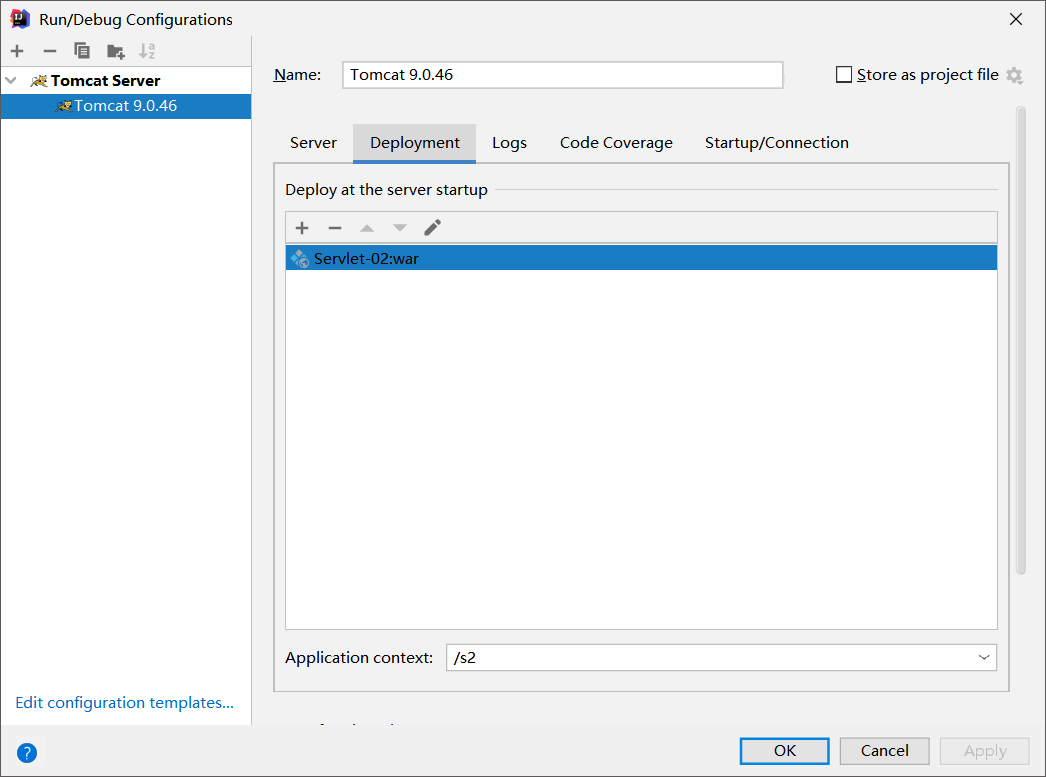 Run/Debug Configurations
Tomcat Server
Tomcat 9.0.46
Name: Tomcat 9.0.46 Store as project file
Server Deployment Logs Code Coverage Startup/Connection
Deploy at the server startup
Servlet-02:war
Application context: /s2
Edit configuration templates...
? OK Cancel Apply